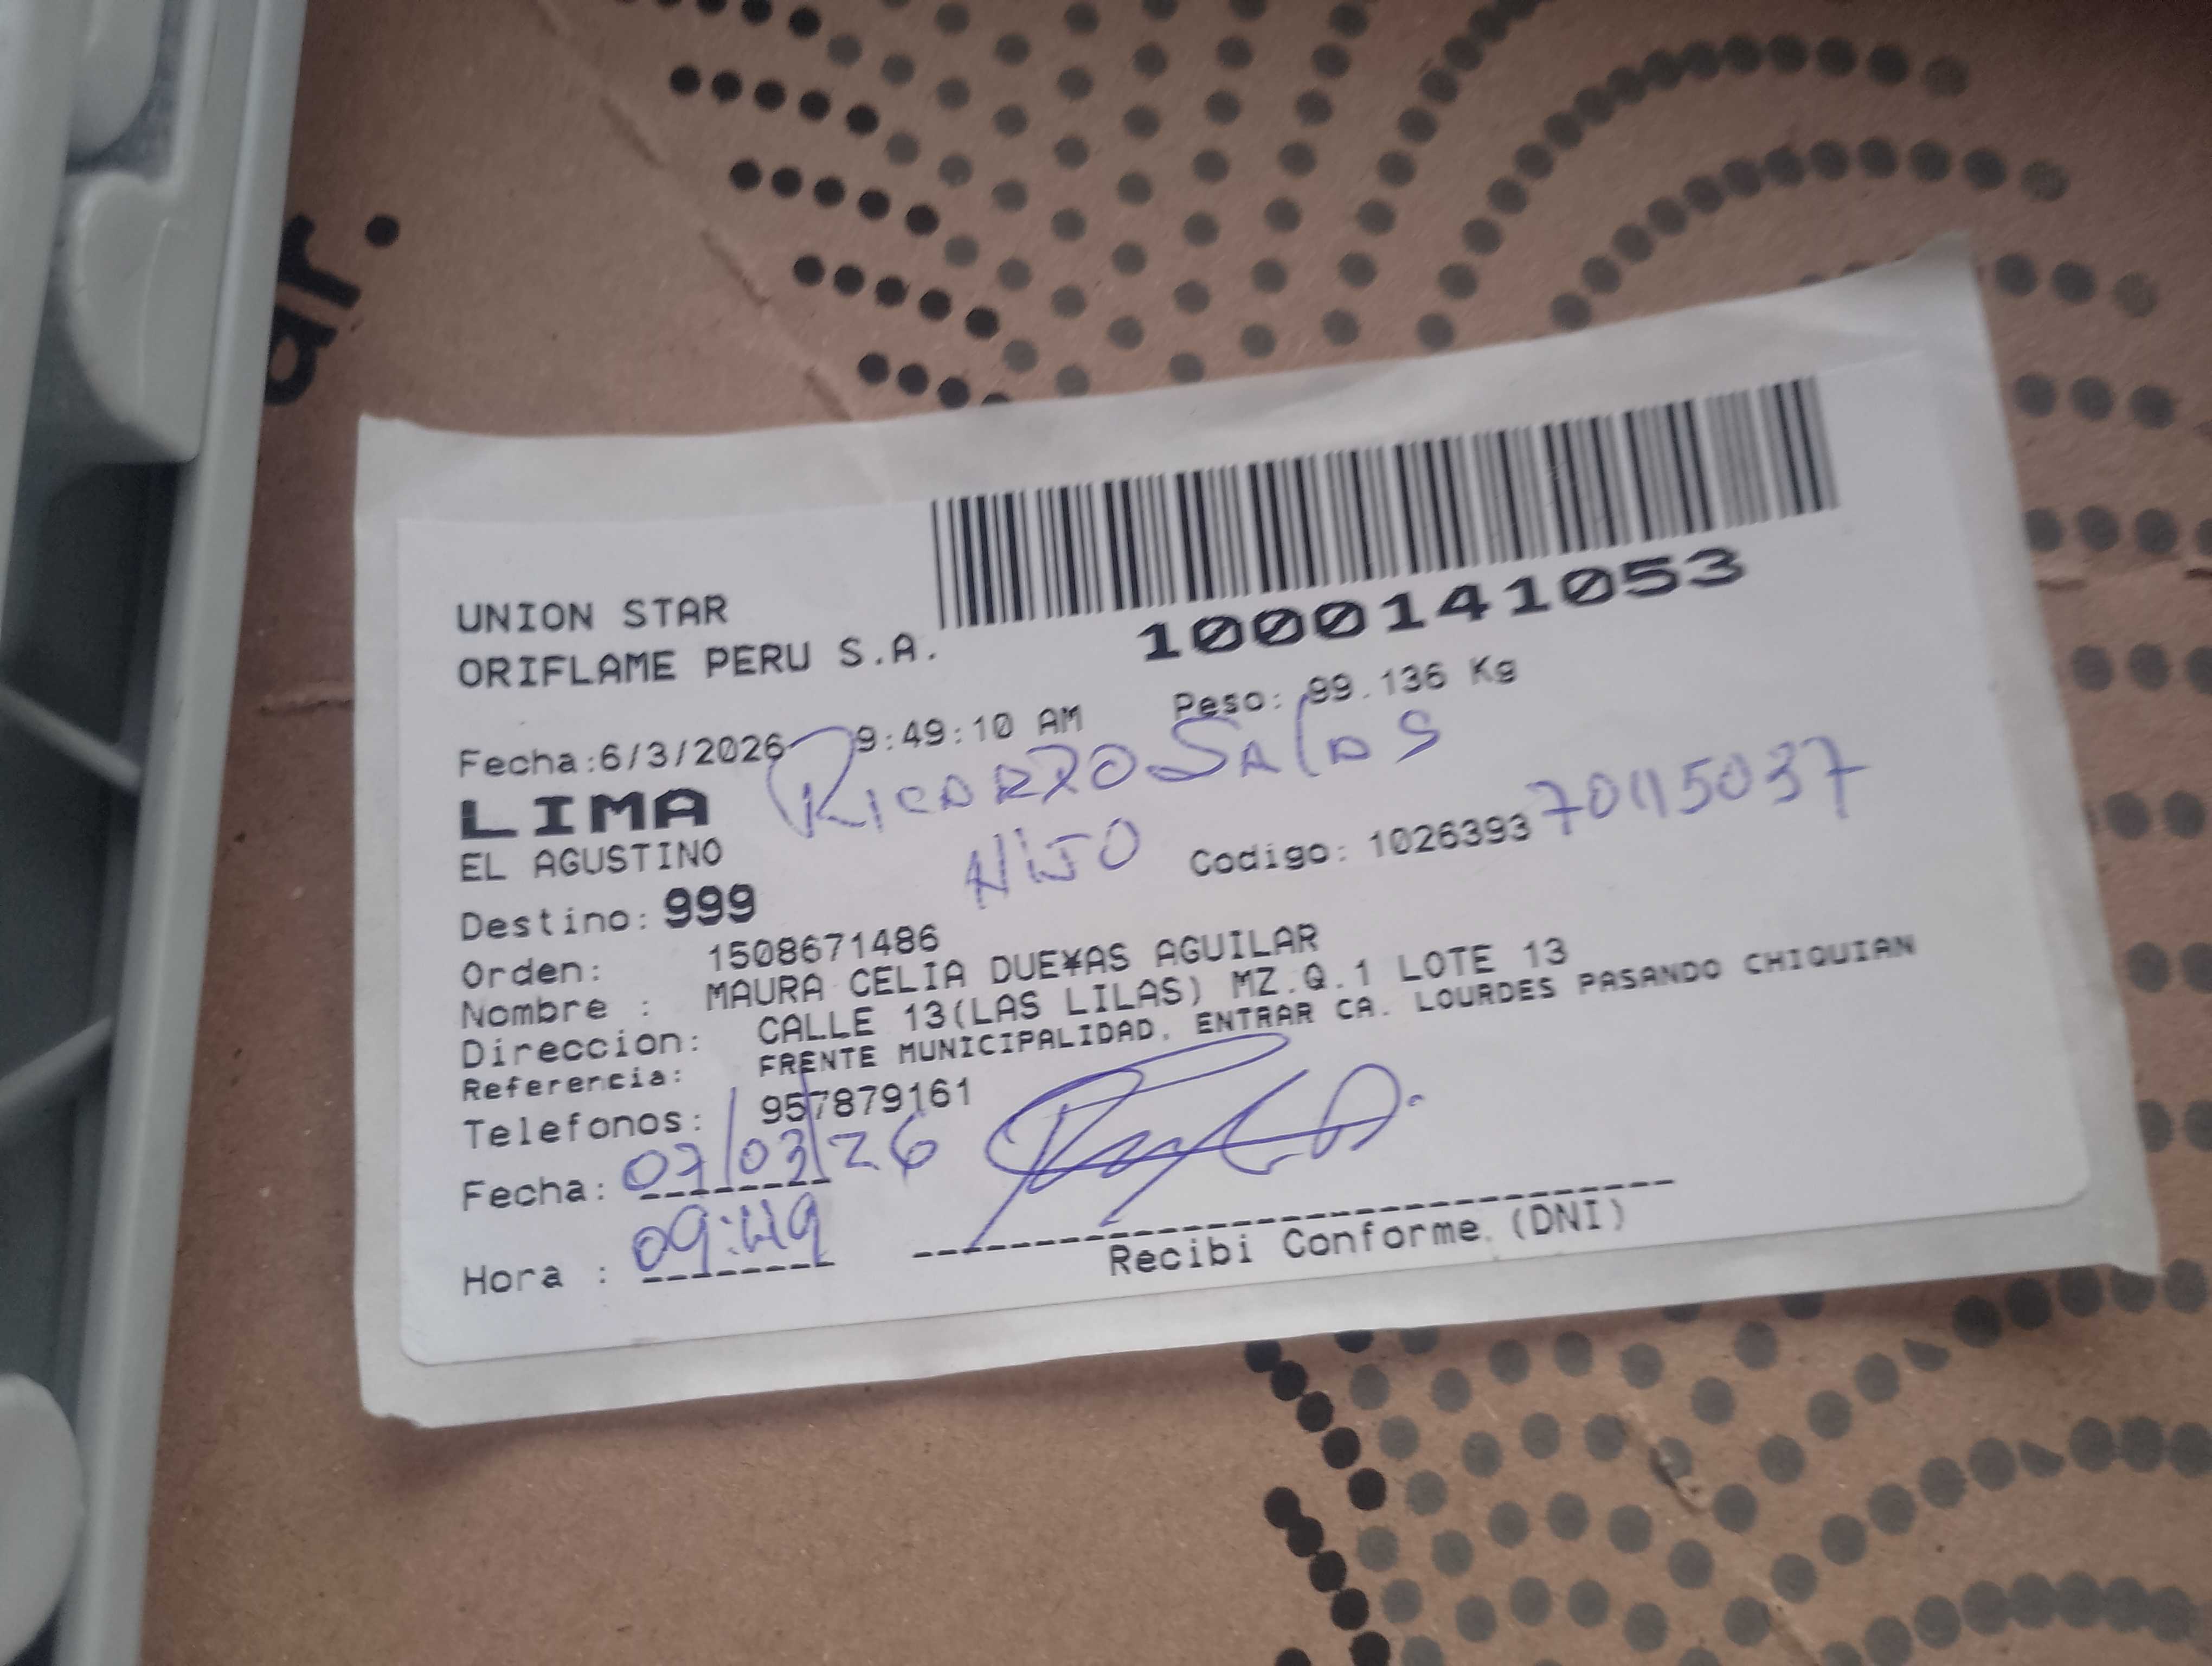 ar.
1000141053
UNION STAR
ORIFLAME PERU S.A.
Fecha:6/3/2026 9:49:10 AM Peso: 99.136 Kg
RICARDO SALAS
LIMA
HIJO
70115037
EL AGUSTINO
Codigo: 1026393
Destino: 999
Orden: 1508671486
Nombre : MAURA CELIA DUE¥AS AGUILAR
Direccion: CALLE 13(LAS LILAS) MZ.Q.1 LOTE 13
Referencia: FRENTE MUNICIPALIDAD. ENTRAR CA. LOURDES PASANDO CHIQUIAN
Telefonos: 957879161
Fecha: 07/03/26
Hora : 09:49
Recibi Conforme (DNI)